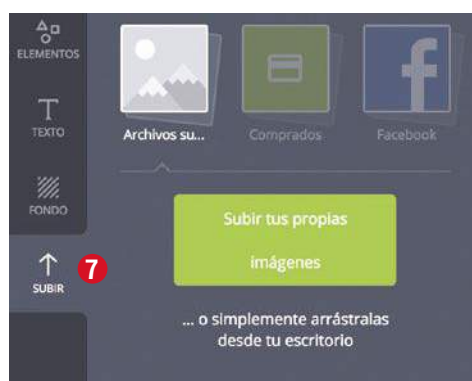 ELEMENTOS
T
TEXTO
FONDO
SUBIR
7
Archivos su...
Comprados
f
Facebook
Subir tus propias
imágenes
... o simplemente arrástralas
desde tu escritorio